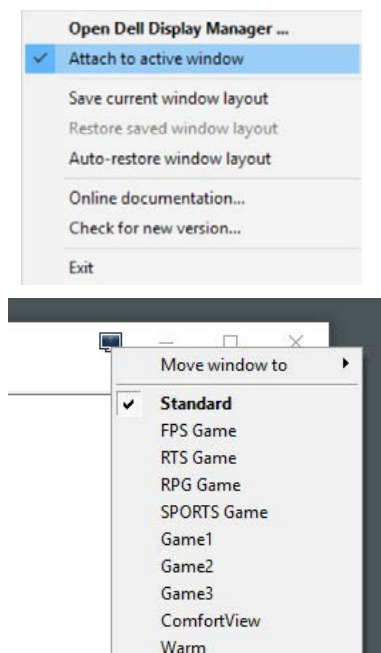 Open Dell Display Manager ...
Attach to active window
Save current window layout
Restore saved window layout
Auto-restore window layout
Online documentation...
Check for new version...
Exit
Move window to
Standard
FPS Game
RTS Game
RPG Game
SPORTS Game
Game1
Game2
Game3
ComfortView
Warm